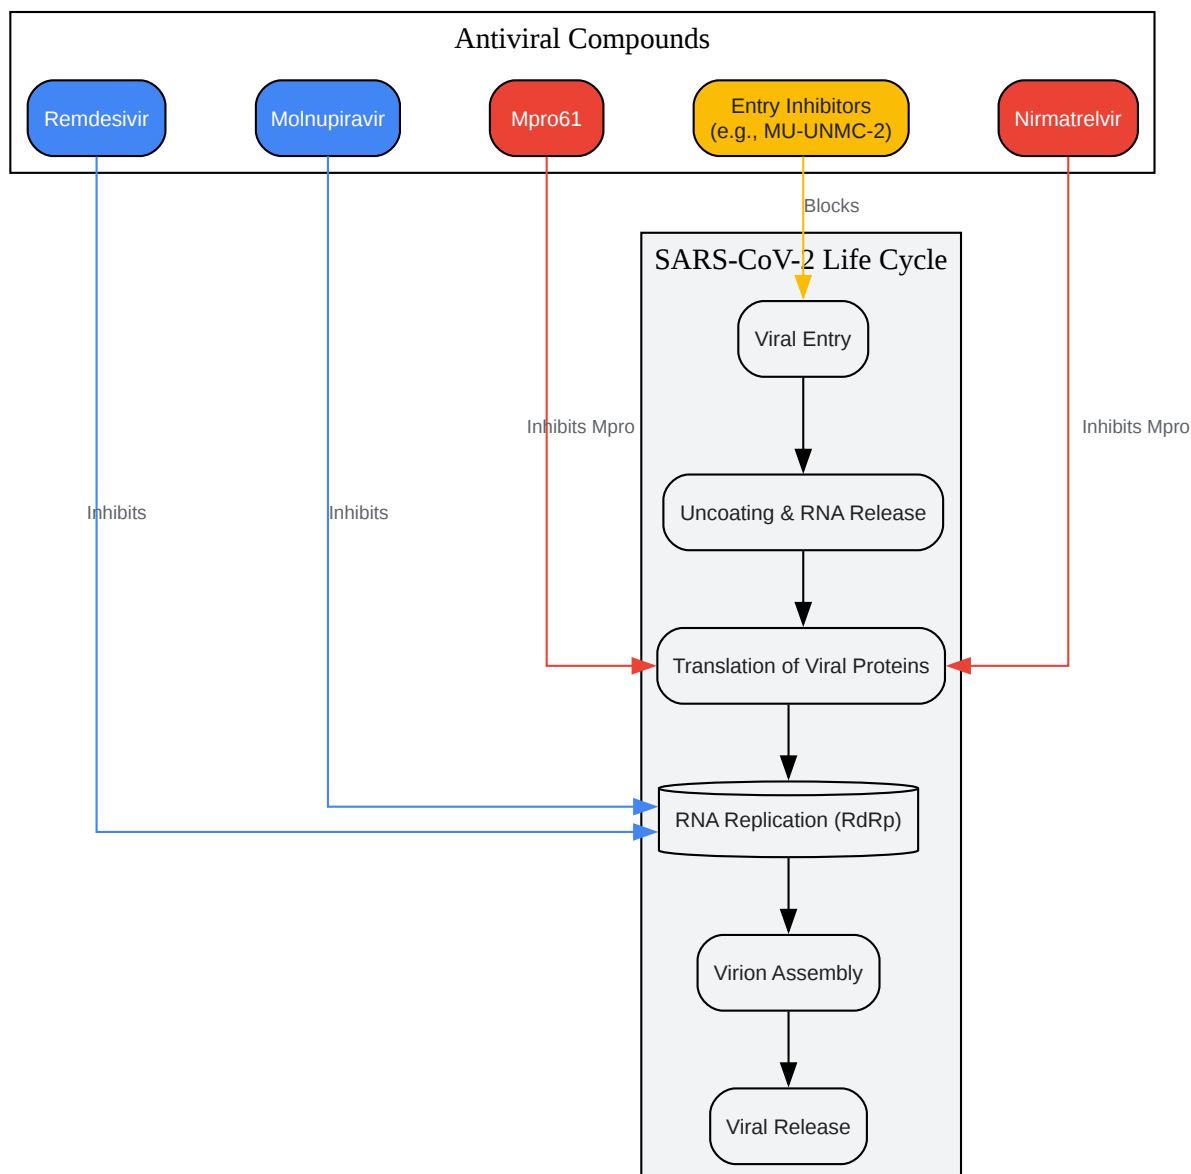 Antiviral Compounds
Remdesivir
Molnupiravir
Mpro61
Entry Inhibitors
(e.g., MU-UNMC-2)
Nirmatrelvir
Blocks
SARS-CoV-2 Life Cycle
Viral Entry
Inhibits Mpro
Inhibits Mpro
Inhibits
Inhibits
Uncoating & RNA Release
Translation of Viral Proteins
RNA Replication (RdRp)
Virion Assembly
Viral Release